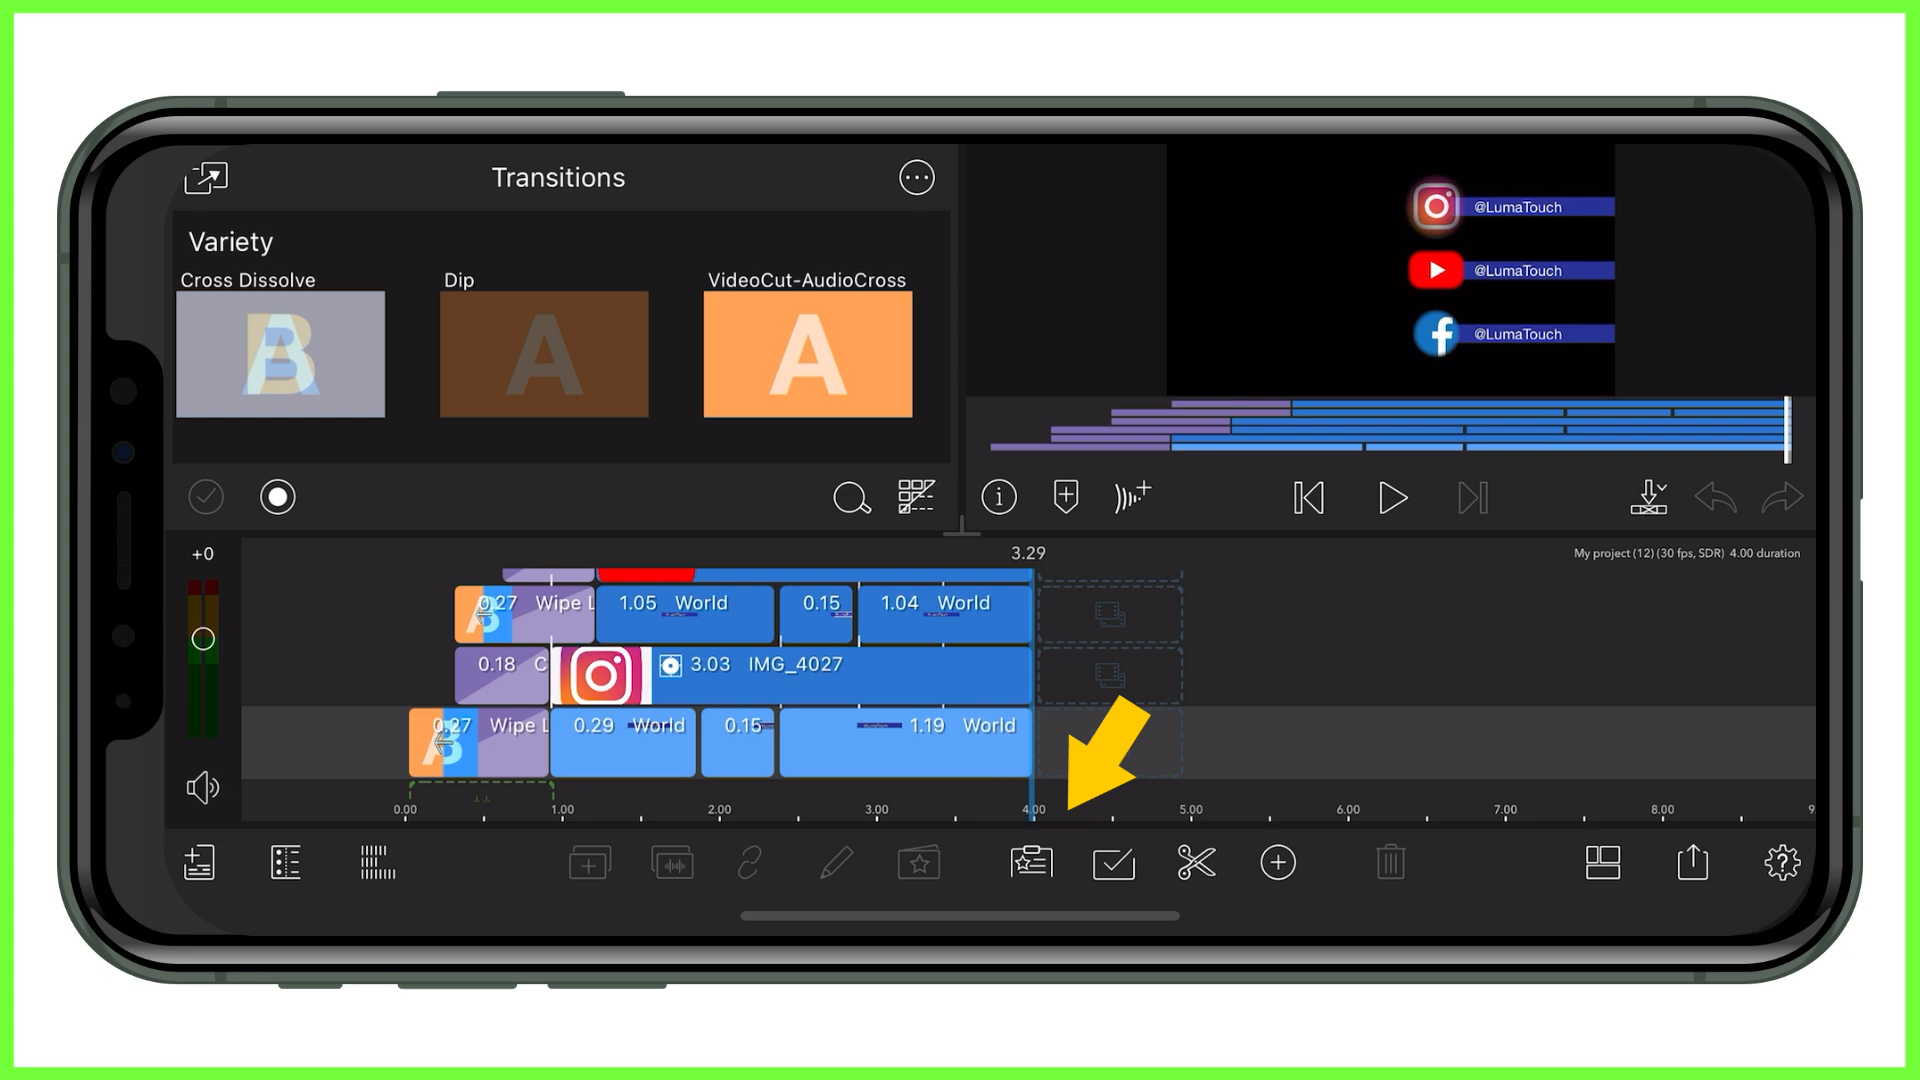 Transitions
Variety
Cross Dissolve
Dip
VideoCut-AudioCross
B
A
A
A
@LumaTouch
@LumaTouch
@LumaTouch
+0
3.29
My project (12) (30 fps, SDR) 4.00 duration
0.27 Wipe L
1.05 World
0.15
1.04 World
0.18 C
3.03 IMG_4027
0.27 Wipe L
0.29 World
0.15
1.19 World
0.00
1.00
2.00
3.00
4.00
5.00
6.00
7.00
8.00
9.